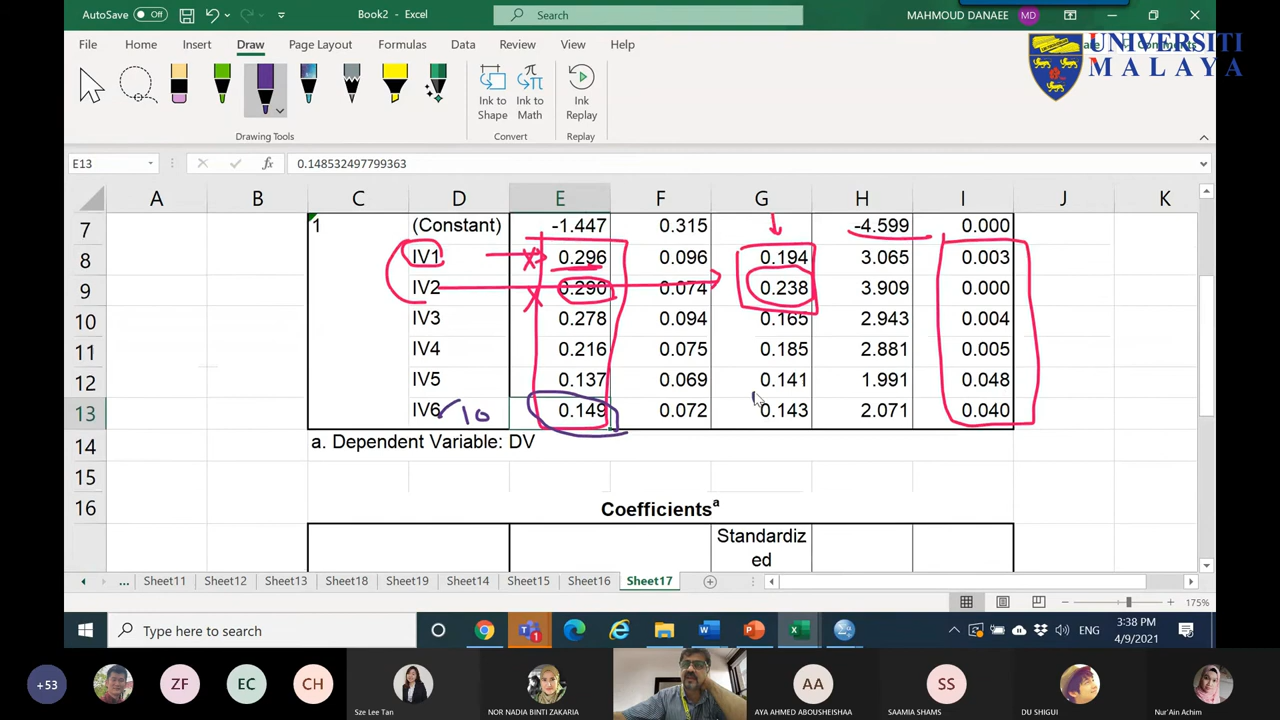 AutoSave Off Book2 - Excel Search MAHMOUD DANAEE MD
File Home Insert Draw Page Layout Formulas Data Review View Help
UNIVERSITI
MALAYA
Ink to Shape Ink to Math Ink Replay
Drawing Tools Convert Replay
E13 fx 0.148532497799363
A B C D E F G H I J K
7 1 (Constant) -1.447 0.315 -4.599 0.000
8 IV1 0.296 0.096 0.194 3.065 0.003
9 IV2 0.290 0.074 0.238 3.909 0.000
10 IV3 0.278 0.094 0.165 2.943 0.004
11 IV4 0.216 0.075 0.185 2.881 0.005
12 IV5 0.137 0.069 0.141 1.991 0.048
13 IV6 10 0.149 0.072 0.143 2.071 0.040
14 a. Dependent Variable: DV
15
16 Coefficientsa
Standardiz
ed
... Sheet11 Sheet12 Sheet13 Sheet18 Sheet19 Sheet14 Sheet15 Sheet16 Sheet17
175%
Type here to search ENG 3:38 PM
4/9/2021
+53 ZF EC CH AA SS
Sze Lee Tan NOR NADIA BINTI ZAKARIA AYA AHMED ABOUSHEISHAA SAAMIA SHAMS DU SHIGUI Nur'Ain Achim